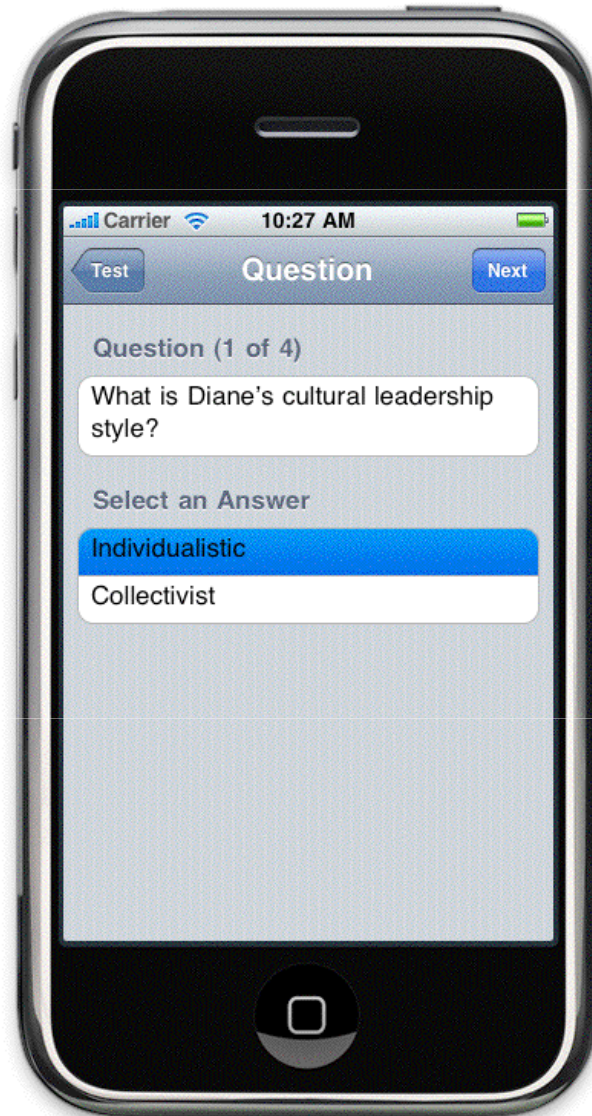 Carrier 10:27 AM
Test Question Next
Question (1 of 4)
What is Diane's cultural leadership
style?
Select an Answer
Individualistic
Collectivist